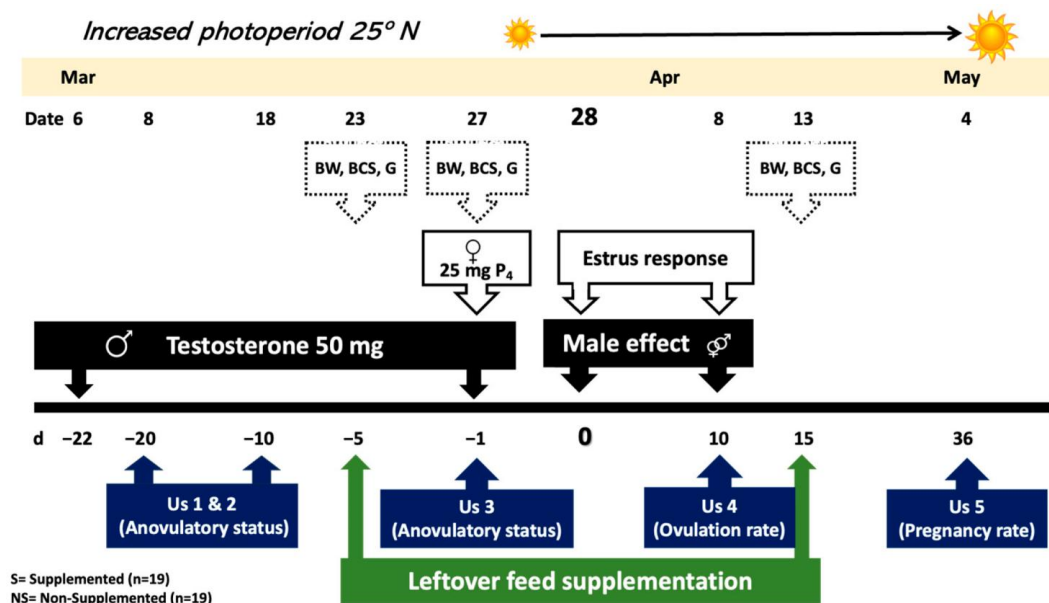 Increased photoperiod 25° N
Mar Apr May
Date 6 8 18 23 27 28 8 13 4
BW, BCS, G BW, BCS, G BW, BCS, G
♀
25 mg P₄
Estrus response
♂ Testosterone 50 mg
Male effect ⚤
d −22 −20 −10 −5 −1 0 10 15 36
Us 1 & 2
(Anovulatory status)
Us 3
(Anovulatory status)
Us 4
(Ovulation rate)
Us 5
(Pregnancy rate)
Leftover feed supplementation
S= Supplemented (n=19)
NS= Non-Supplemented (n=19)